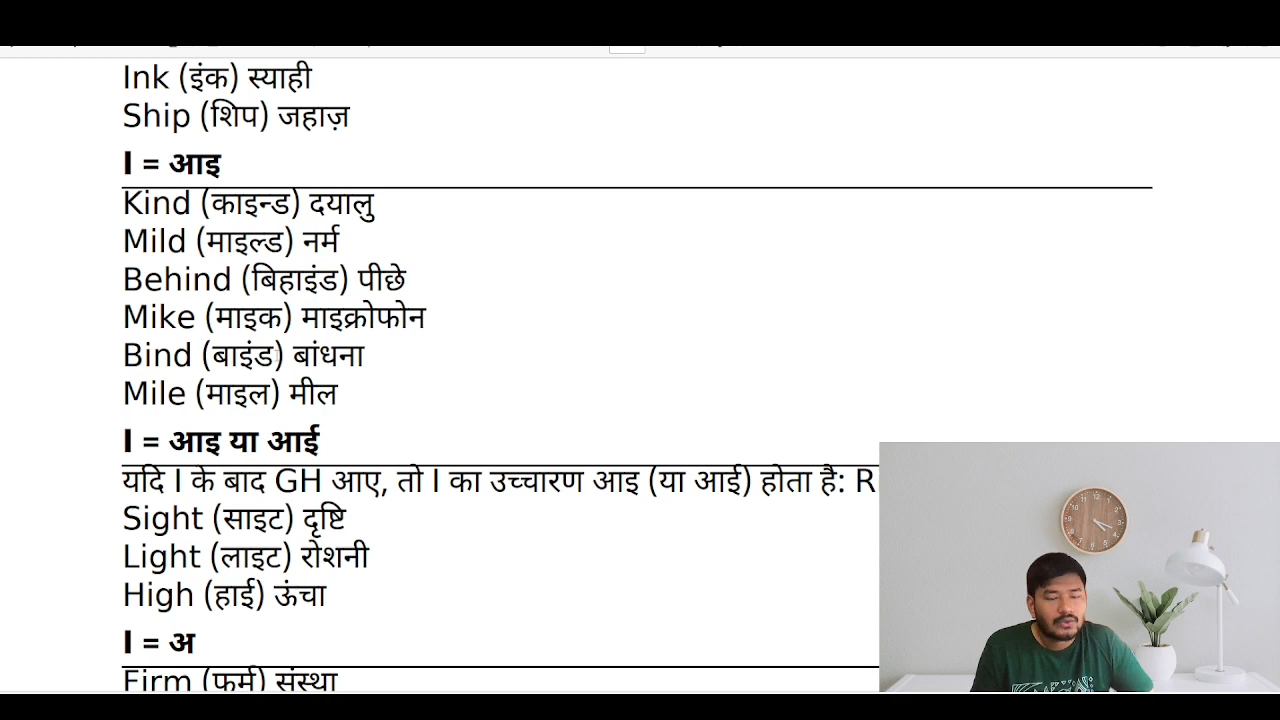 Ink (इंक) स्याही
Ship (शिप) जहाज़
I = आइ
Kind (काइन्ड) दयालु
Mild (माइल्ड) नर्म
Behind (बिहाइंड) पीछे
Mike (माइक) माइक्रोफोन
Bind (बाइंड) बांधना
Mile (माइल) मील
I = आइ या आई
यदि I के बाद GH आए, तो I का उच्चारण आइ (या आई) होता है: R
Sight (साइट) दृष्टि
Light (लाइट) रोशनी
High (हाई) ऊंचा
I = अ
Firm (फर्म) संस्था